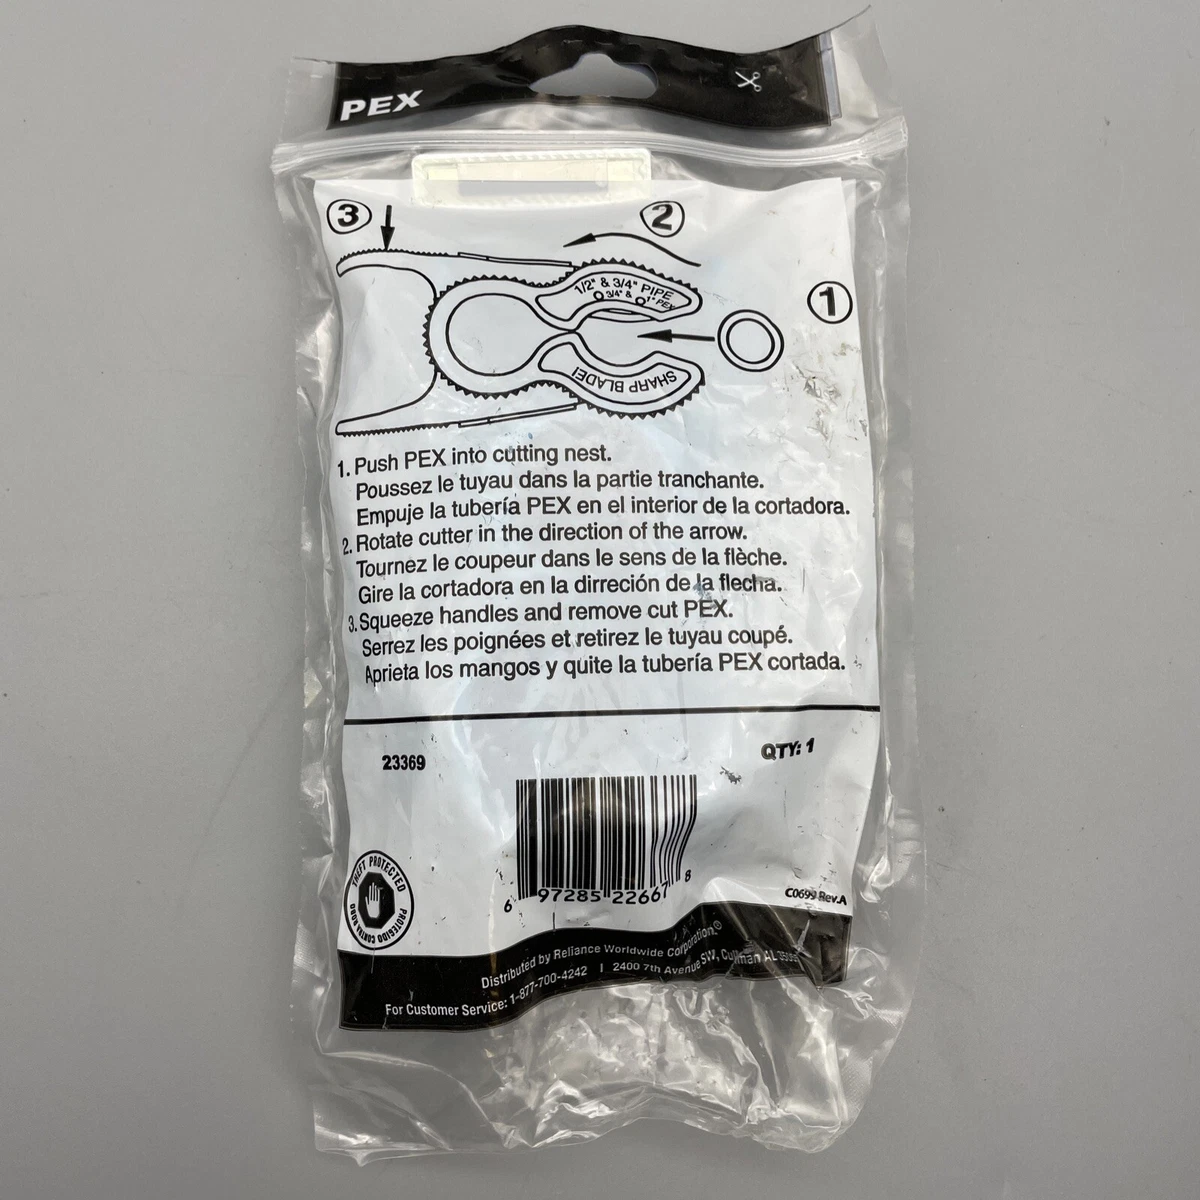 PEX
3
2
1/2" & 3/4" PIPE
3/4" & 1" PEX
1
SHARP BLADE!
1. Push PEX into cutting nest.
Poussez le tuyau dans la partie tranchante.
Empuje la tubería PEX en el interior de la cortadora.
2. Rotate cutter in the direction of the arrow.
Tournez le coupeur dans le sens de la flèche.
Gire la cortadora en la dirreción de la flecha.
3. Squeeze handles and remove cut PEX.
Serrez les poignées et retirez le tuyau coupé.
Aprieta los mangos y quite la tubería PEX cortada.
23369
QTY: 1
6 97285 22667 8
THEFT PROTECTED
PROTEGIDO CONTRA ROBO
C0699 Rev.A
Distributed by Reliance Worldwide Corporation®
For Customer Service: 1-877-700-4242 | 2400 7th Avenue SW, Cullman AL